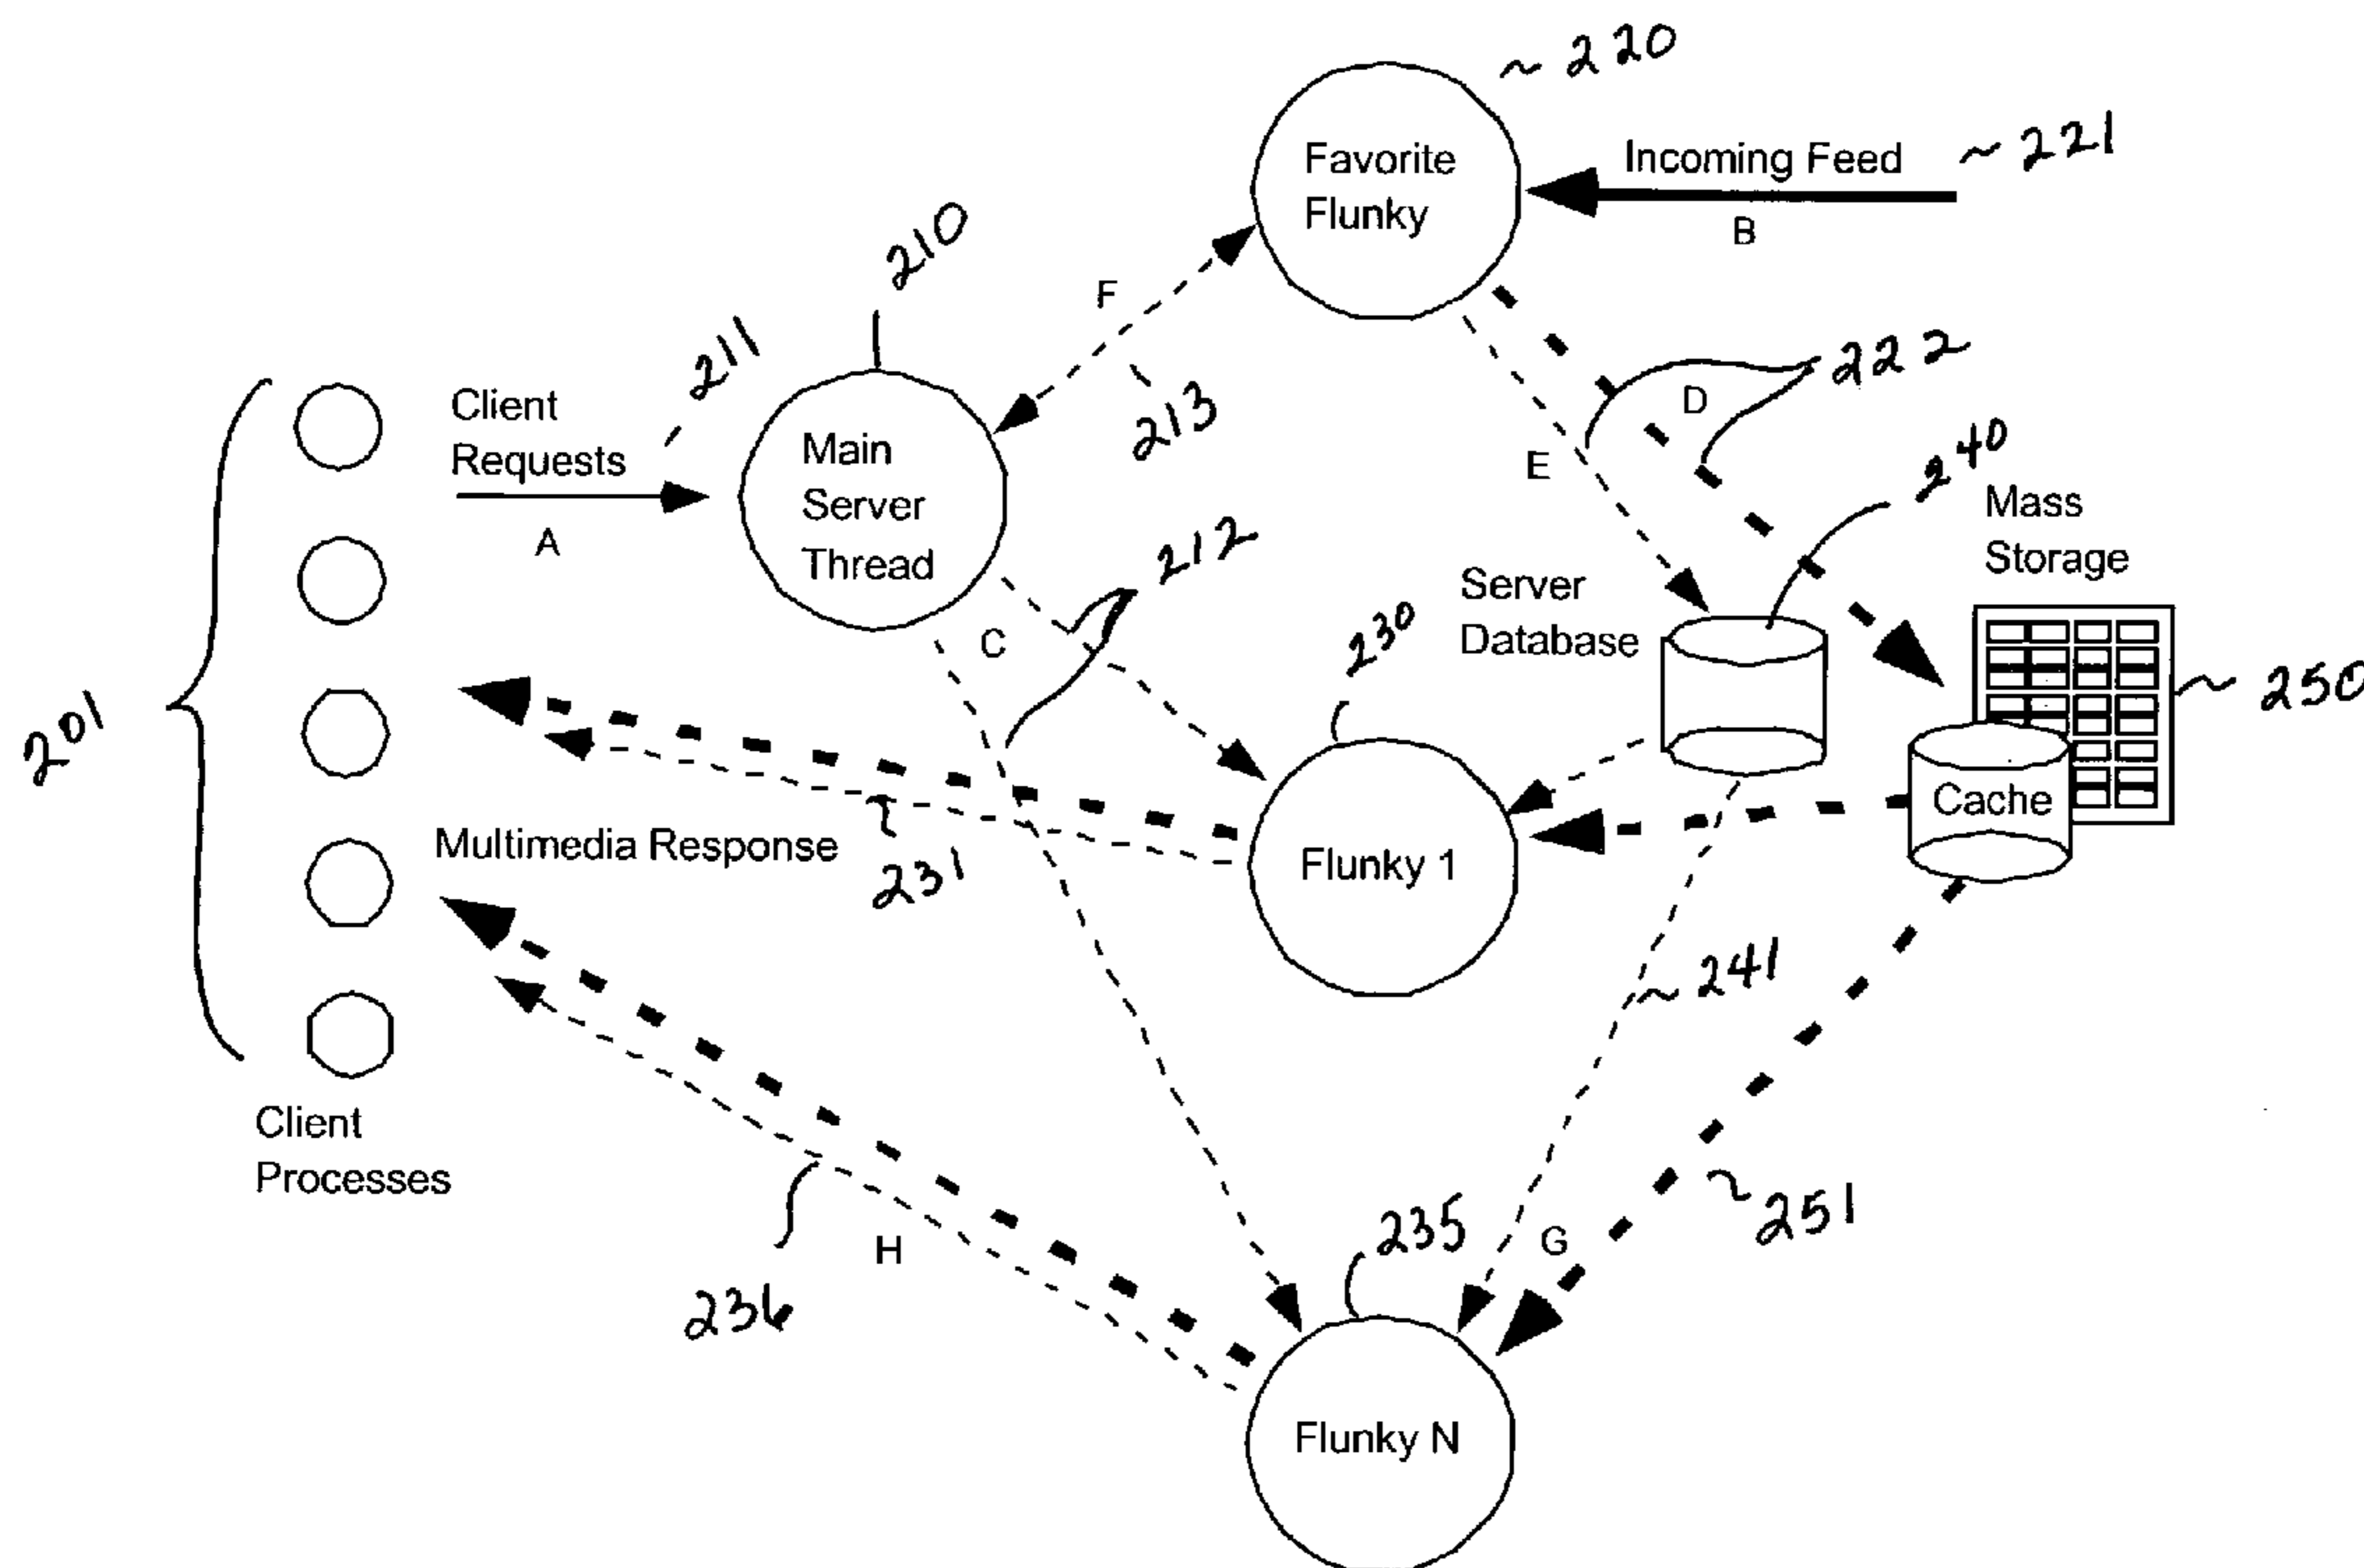 ~ 220
Favorite
Flunky
Incoming Feed
~ 221
B
210
F
211
213
222
D
Client
Requests
A
Main
Server
Thread
E
240
Mass
Storage
212
C
Server
Database
230
250
201
Cache
Multimedia Response
231
Flunky 1
~ 241
Client
Processes
251
H
G
235
236
Flunky N